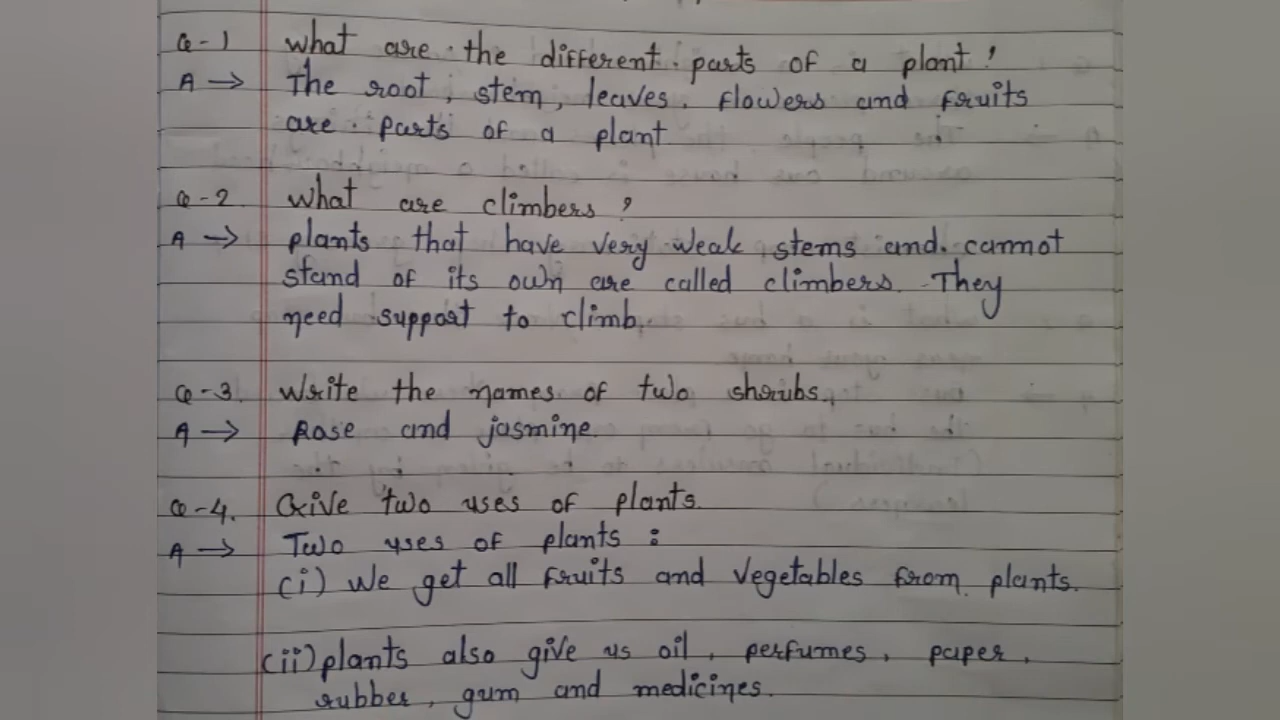 Q-1 What are the different parts of a plant?
A → The root, stem, leaves, flowers and fruits
are parts of a plant
Q-2 What are climbers?
A → plants that have very weak stems and cannot
stand of its own are called climbers. They
need support to climb.
Q-3. Write the names of two shrubs.
A → Rose and jasmine.
Q-4. Give two uses of plants.
A → Two uses of plants :
(i) We get all fruits and vegetables from plants.
(ii) plants also give us oil, perfumes, paper,
rubber, gum and medicines.